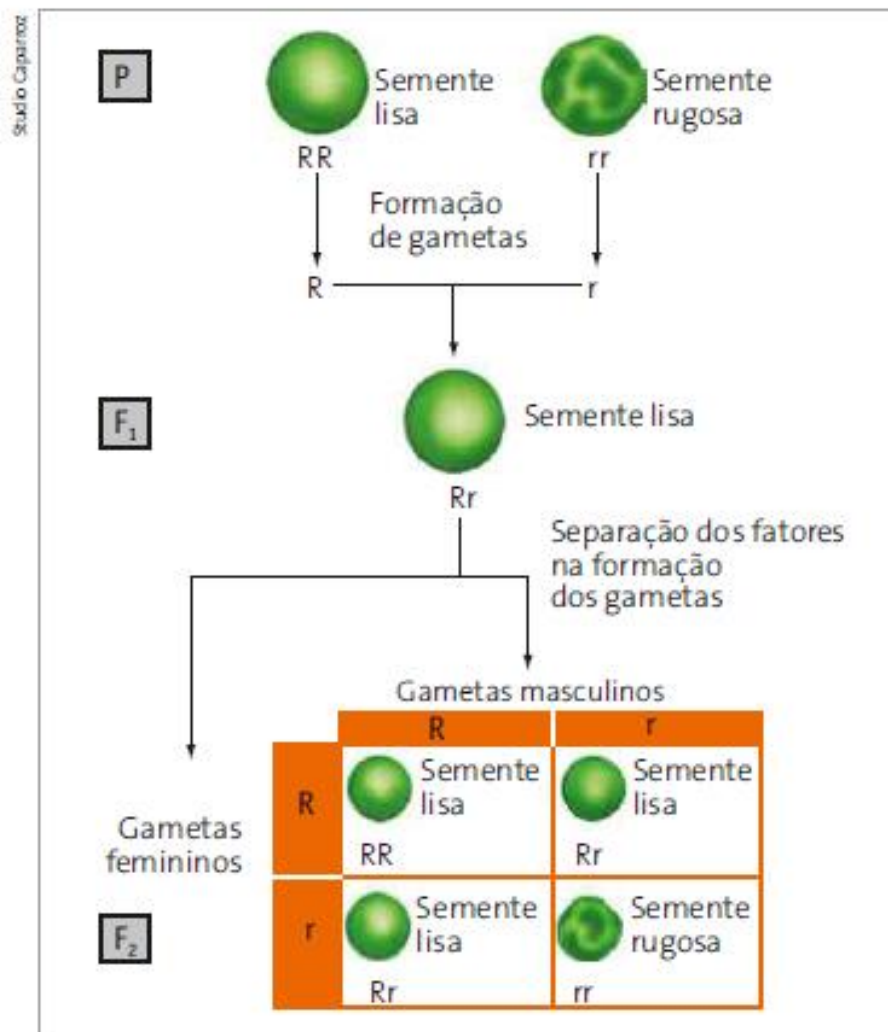 Studio Caparroz
P
Semente
lisa
Semente
rugosa
RR
rr
Formação
de gametas
R
r
F₁
Semente lisa
Rr
Separação dos fatores
na formação
dos gametas
Gametas masculinos
R
r
Gametas
femininos
R
Semente
lisa
RR
Semente
lisa
Rr
F₂
r
Semente
lisa
Rr
Semente
rugosa
rr